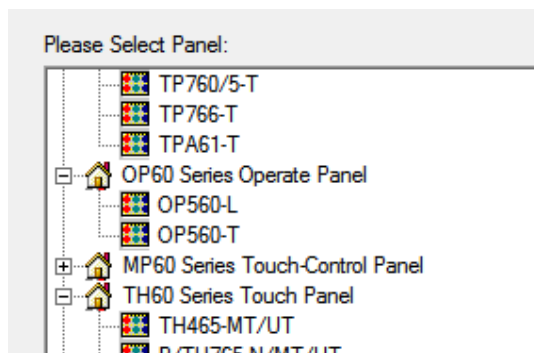 Please Select Panel:
TP760/5-T
TP766-T
TPA61-T
OP60 Series Operate Panel
OP560-L
OP560-T
MP60 Series Touch-Control Panel
TH60 Series Touch Panel
TH465-MT/UT